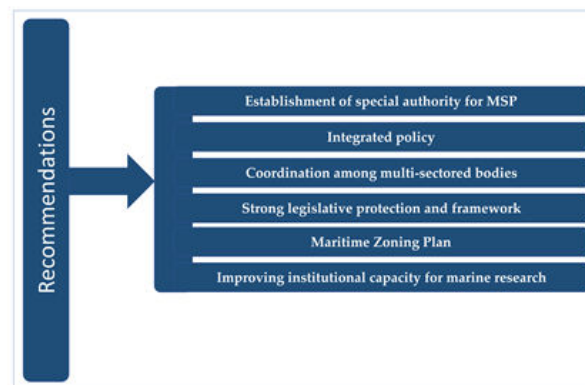 Recommendations
Establishment of special authority for MSP
Integrated policy
Coordination among multi-sectored bodies
Strong legislative protection and framework
Maritime Zoning Plan
Improving institutional capacity for marine research